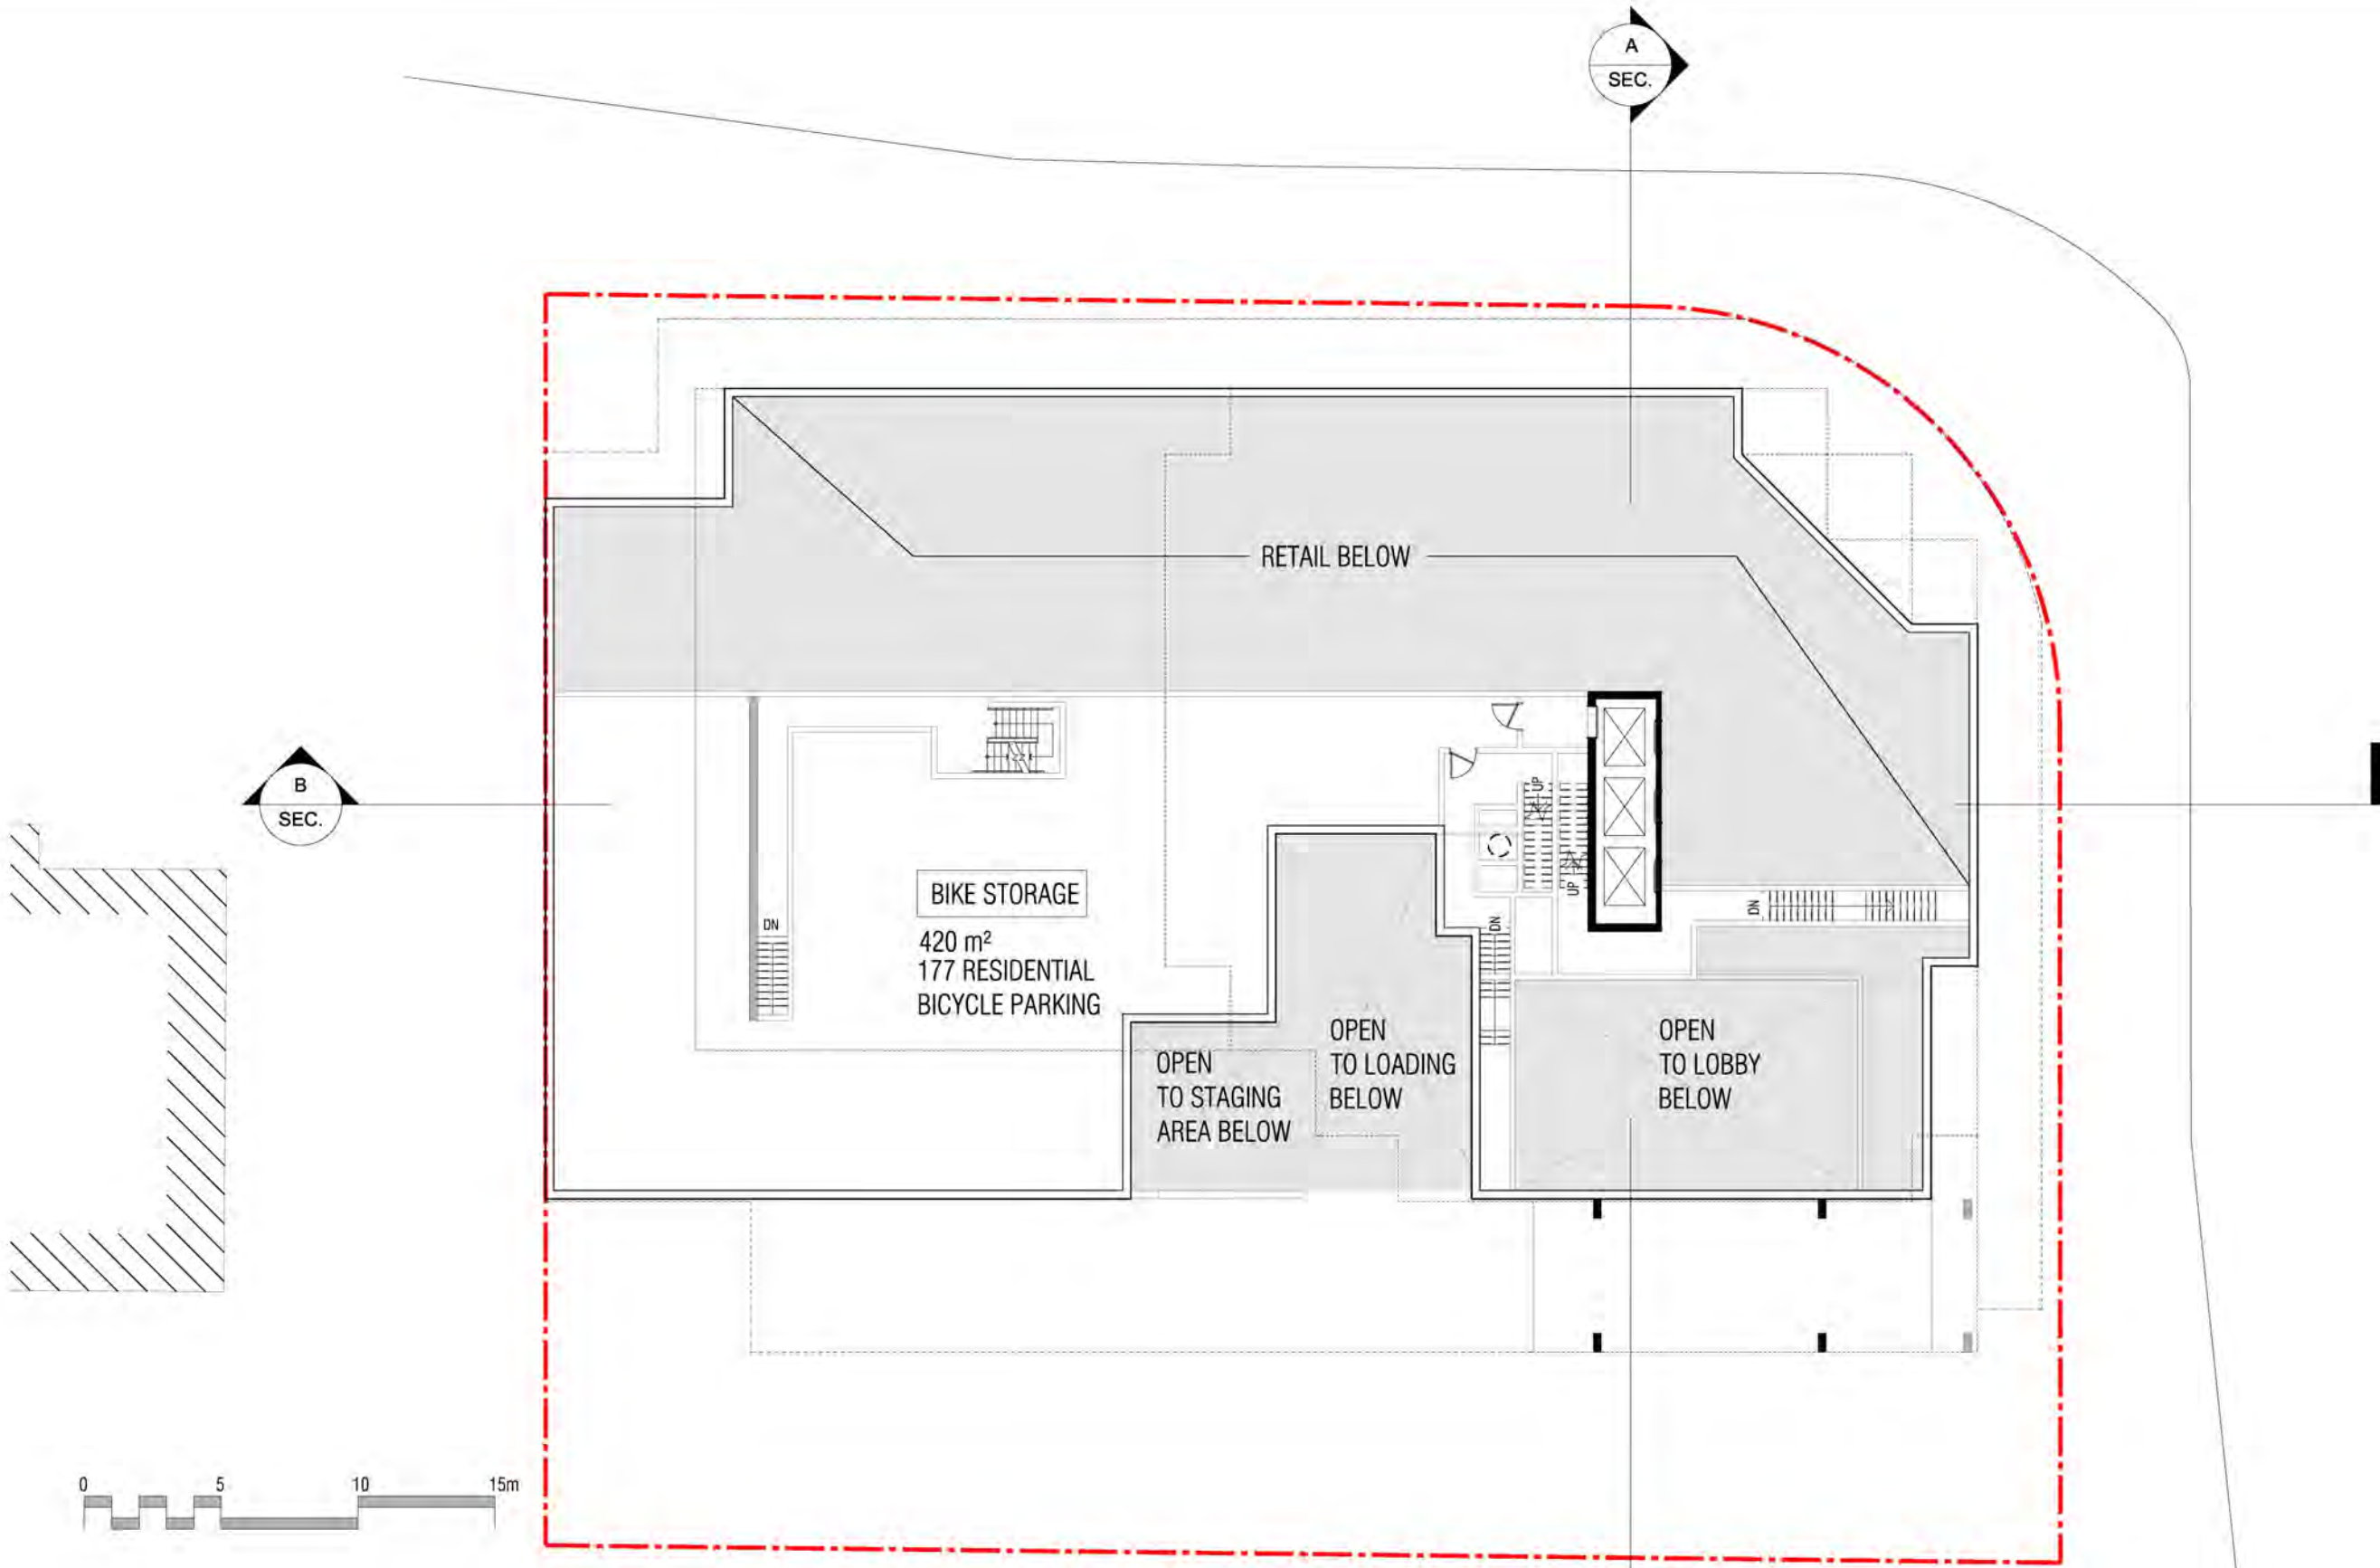 A
SEC.
RETAIL BELOW
B
SEC.
UP
UP
DN
DN
DN
BIKE STORAGE
420 m²
177 RESIDENTIAL
BICYCLE PARKING
OPEN
TO STAGING
AREA BELOW
OPEN
TO LOADING
BELOW
OPEN
TO LOBBY
BELOW
0 5 10 15m